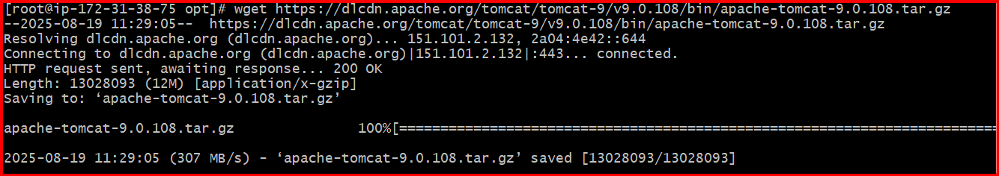 [root@ip-172-31-38-75 opt]# wget https://dlcdn.apache.org/tomcat/tomcat-9/v9.0.108/bin/apache-tomcat-9.0.108.tar.gz
--2025-08-19 11:29:05--  https://dlcdn.apache.org/tomcat/tomcat-9/v9.0.108/bin/apache-tomcat-9.0.108.tar.gz
Resolving dlcdn.apache.org (dlcdn.apache.org)... 151.101.2.132, 2a04:4e42::644
Connecting to dlcdn.apache.org (dlcdn.apache.org)|151.101.2.132|:443... connected.
HTTP request sent, awaiting response... 200 OK
Length: 13028093 (12M) [application/x-gzip]
Saving to: ‘apache-tomcat-9.0.108.tar.gz’
apache-tomcat-9.0.108.tar.gz               100%[=========================================================================
2025-08-19 11:29:05 (307 MB/s) - ‘apache-tomcat-9.0.108.tar.gz’ saved [13028093/13028093]